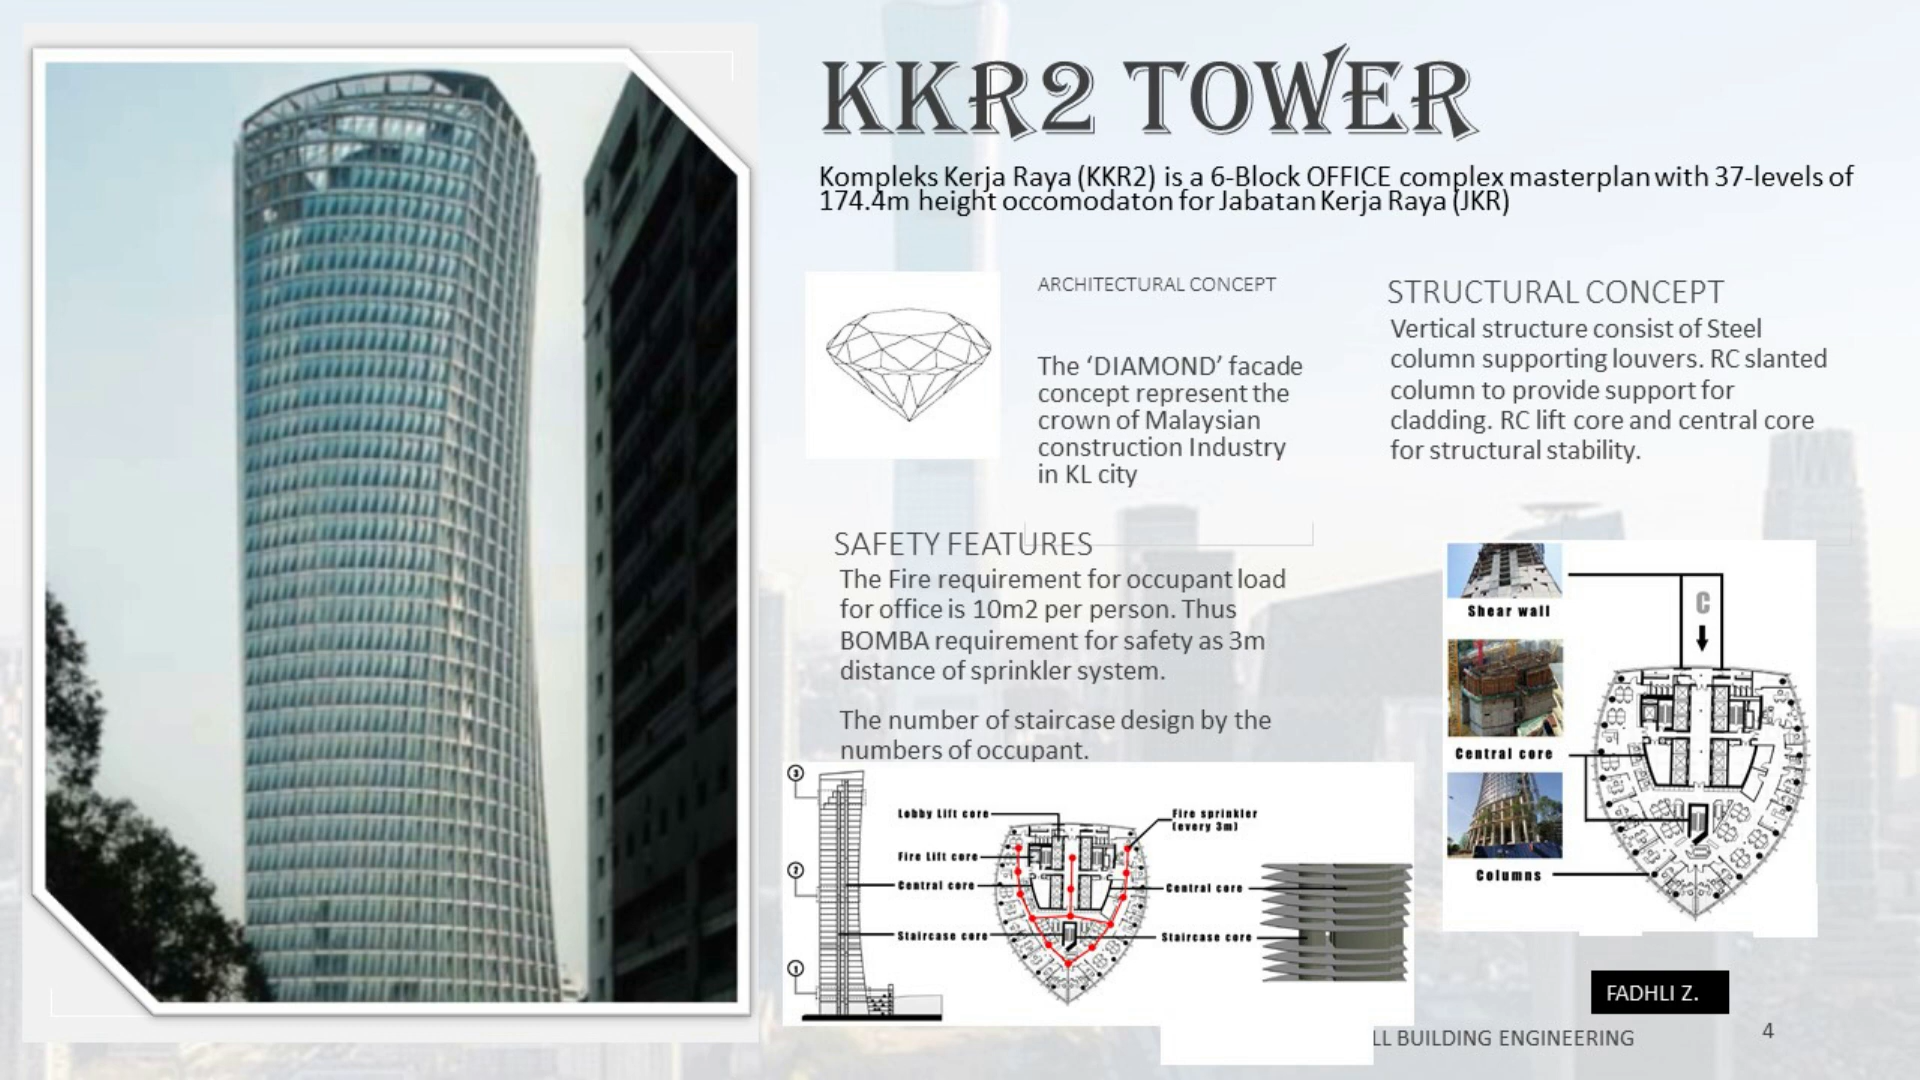 KKR2 TOWER
Kompleks Kerja Raya (KKR2) is a 6-Block OFFICE complex masterplan with 37-levels of
174.4m height occomodaton for Jabatan Kerja Raya (JKR)
ARCHITECTURAL CONCEPT
The ‘DIAMOND’ facade
concept represent the
crown of Malaysian
construction Industry
in KL city
STRUCTURAL CONCEPT
Vertical structure consist of Steel
column supporting louvers. RC slanted
column to provide support for
cladding. RC lift core and central core
for structural stability.
SAFETY FEATURES
The Fire requirement for occupant load
for office is 10m2 per person. Thus
BOMBA requirement for safety as 3m
distance of sprinkler system.
The number of staircase design by the
numbers of occupant.
3
2
1
Lobby Lift core
Fire Lift core
Central core
Staircase core
Fire sprinkler
(every 3m)
Central core
Staircase core
Shear wall
C
Central core
Columns
FADHLI Z.
LL BUILDING ENGINEERING
4